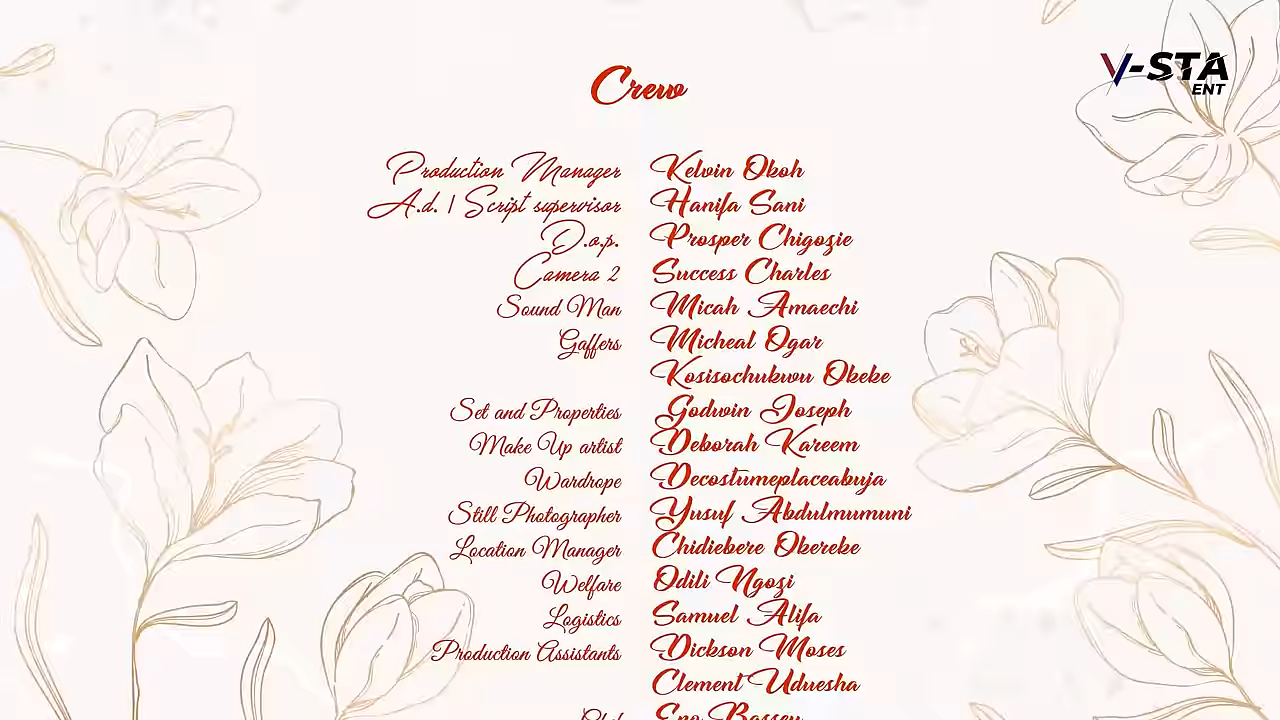 V-STA
ENT
Crew
Production Manager Kelvin Okoh
A.d. | Script supervisor Hanifa Sani
D.o.p. Prosper Chigozie
Camera 2 Success Charles
Sound Man Micah Amaechi
Gaffers Micheal Ogar
Kosisochukwu Okeke
Set and Properties Godwin Joseph
Make Up artist Deborah Kareem
Wardrope Decostumeplaceabuja
Still Photographer Yusuf Abdulmumuni
Location Manager Chidiebere Okereke
Welfare Odili Ngozi
Logistics Samuel Alifa
Production Assistants Dickson Moses
Clement Uduesha